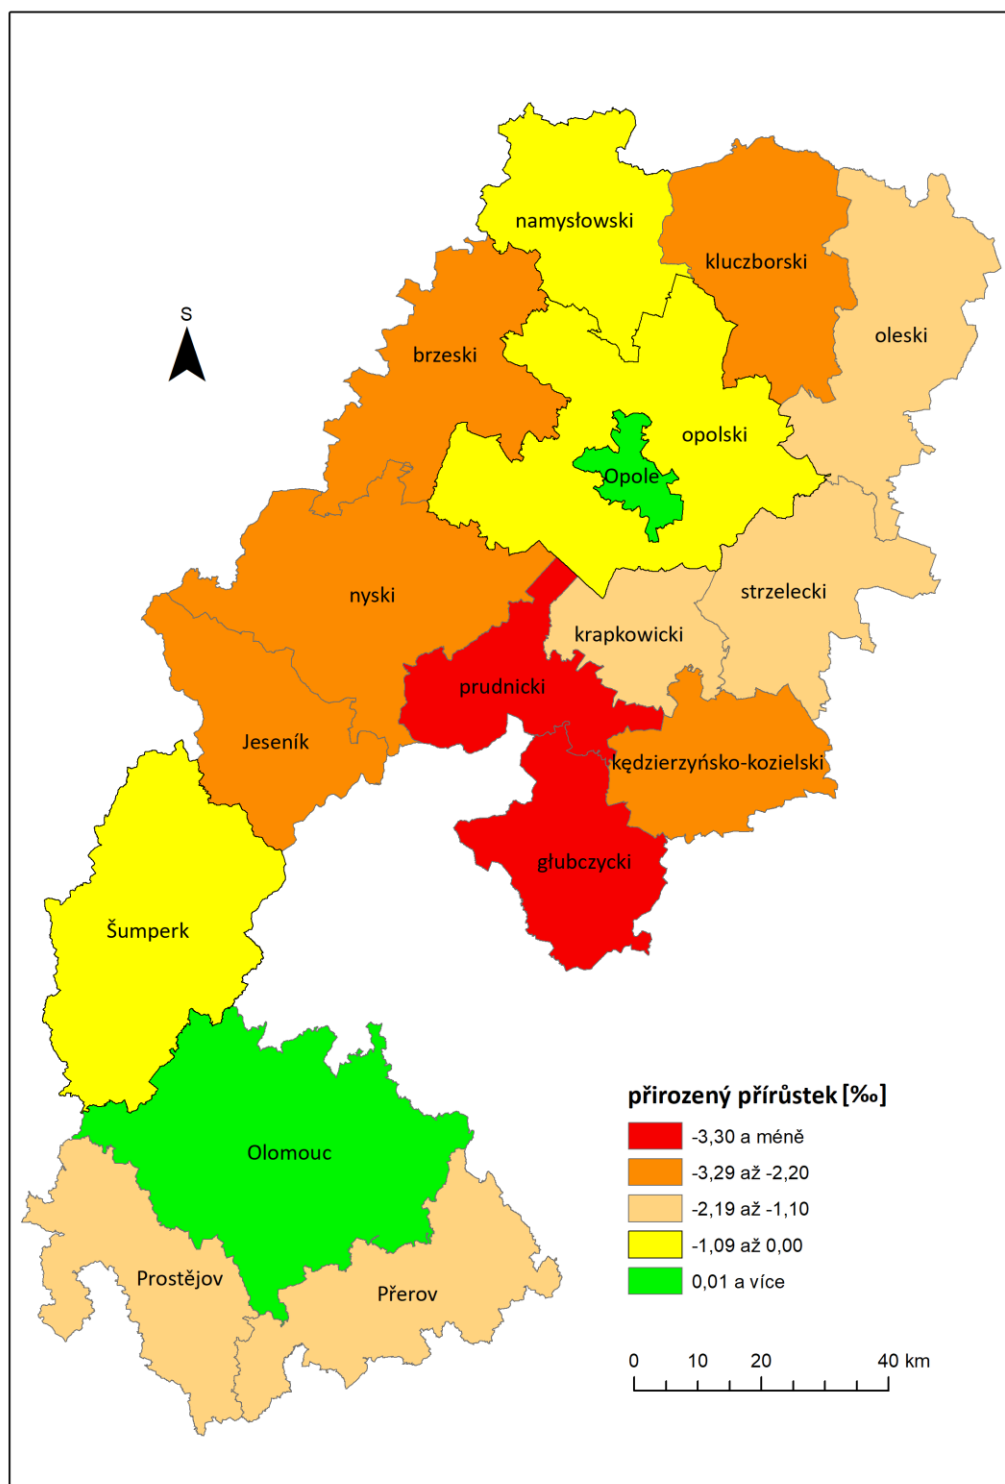 namysłowski
kluczborski
S
oleski
brzeski
opolski
Opole
strzelecki
nyski
krapkowicki
prudnicki
Jeseník
kędzierzyńsko-kozielski
głubczycki
Šumperk
přirozený přírůstek [‰]
-3,30 a méně
Olomouc
-3,29 až -2,20
-2,19 až -1,10
-1,09 až 0,00
Prostějov
0,01 a více
Přerov
0 10 20 40 km